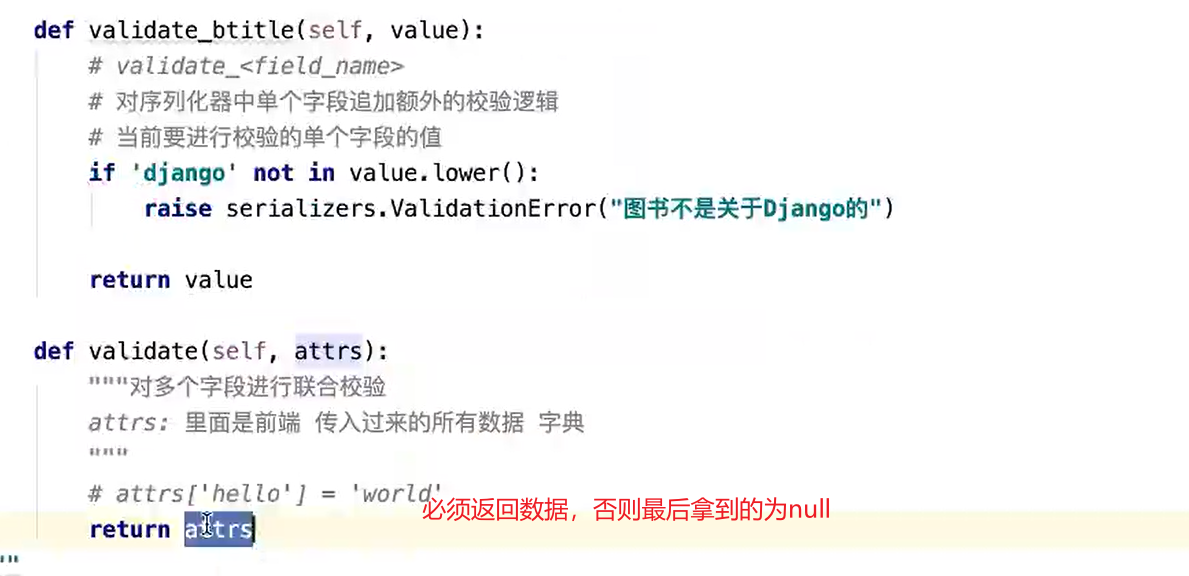 def validate_btitle(self, value):
# validate_<field_name>
# 对序列化器中单个字段追加额外的校验逻辑
# 当前要进行校验的单个字段的值
if 'django' not in value.lower():
raise serializers.ValidationError("图书不是关于Django的")
return value
def validate(self, attrs):
"""对多个字段进行联合校验
attrs: 里面是前端 传入过来的所有数据 字典
"""
# attrs['hello'] = 'world'
必须返回数据，否则最后拿到的为null
return attrs
"""